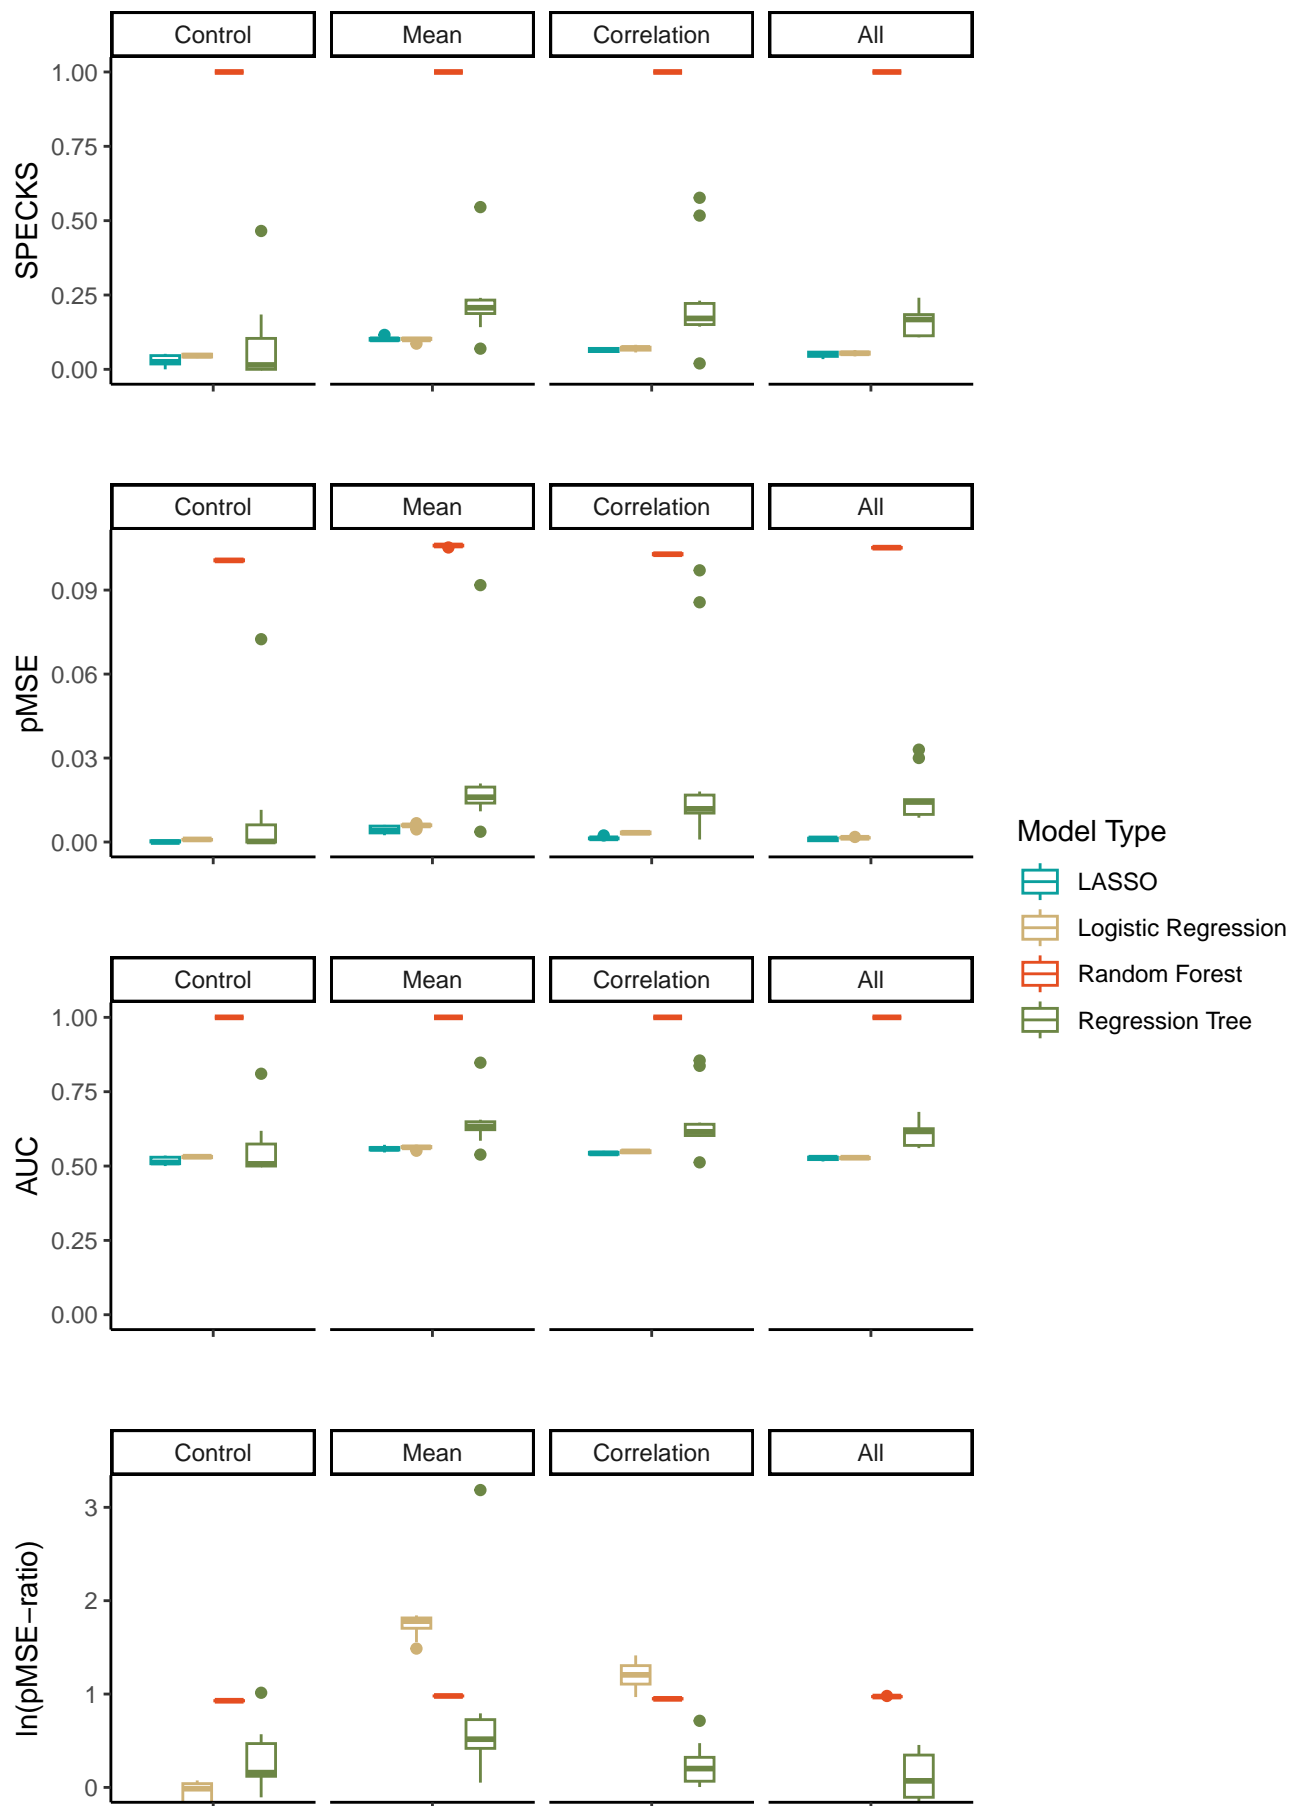 Control Mean Correlation All
SPECKS
1.00
0.75
0.50
0.25
0.00
Control Mean Correlation All
pMSE
0.09
0.06
0.03
0.00
Model Type
LASSO
Logistic Regression
Random Forest
Regression Tree
Control Mean Correlation All
AUC
1.00
0.75
0.50
0.25
0.00
Control Mean Correlation All
ln(pMSE−ratio)
3
2
1
0